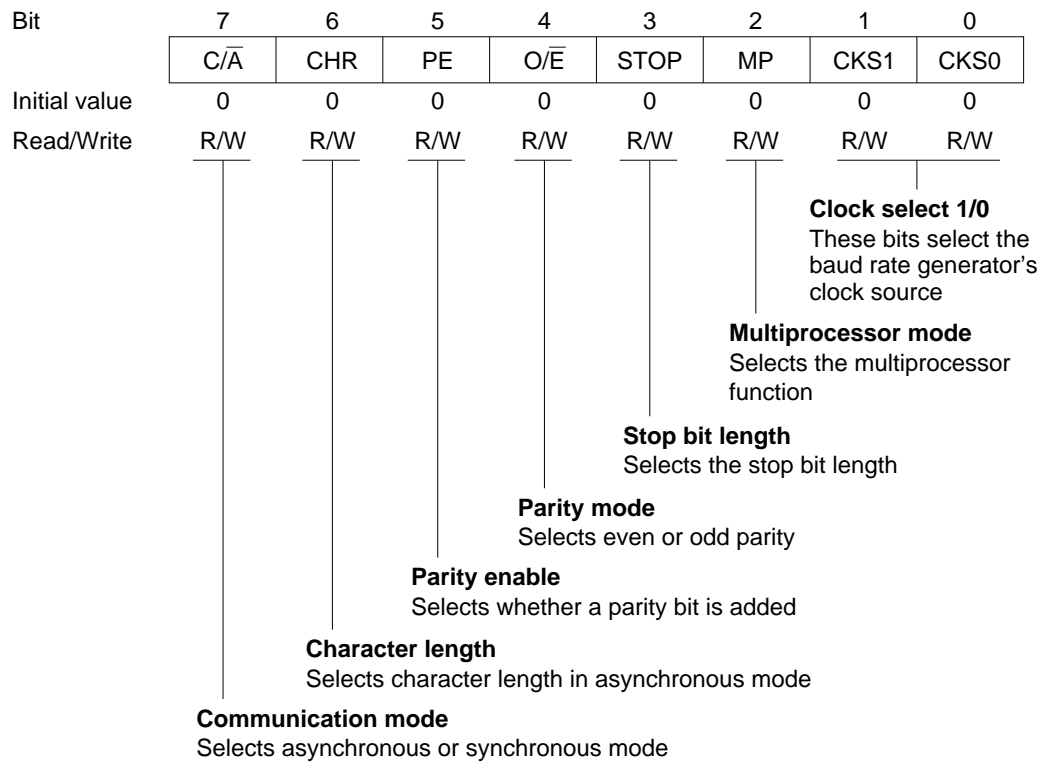 Bit 7 6 5 4 3 2 1 0
C/A̅ CHR PE O/E̅ STOP MP CKS1 CKS0
Initial value 0 0 0 0 0 0 0 0
Read/Write R/W R/W R/W R/W R/W R/W R/W R/W
Clock select 1/0
These bits select the
baud rate generator’s
clock source
Multiprocessor mode
Selects the multiprocessor
function
Stop bit length
Selects the stop bit length
Parity mode
Selects even or odd parity
Parity enable
Selects whether a parity bit is added
Character length
Selects character length in asynchronous mode
Communication mode
Selects asynchronous or synchronous mode